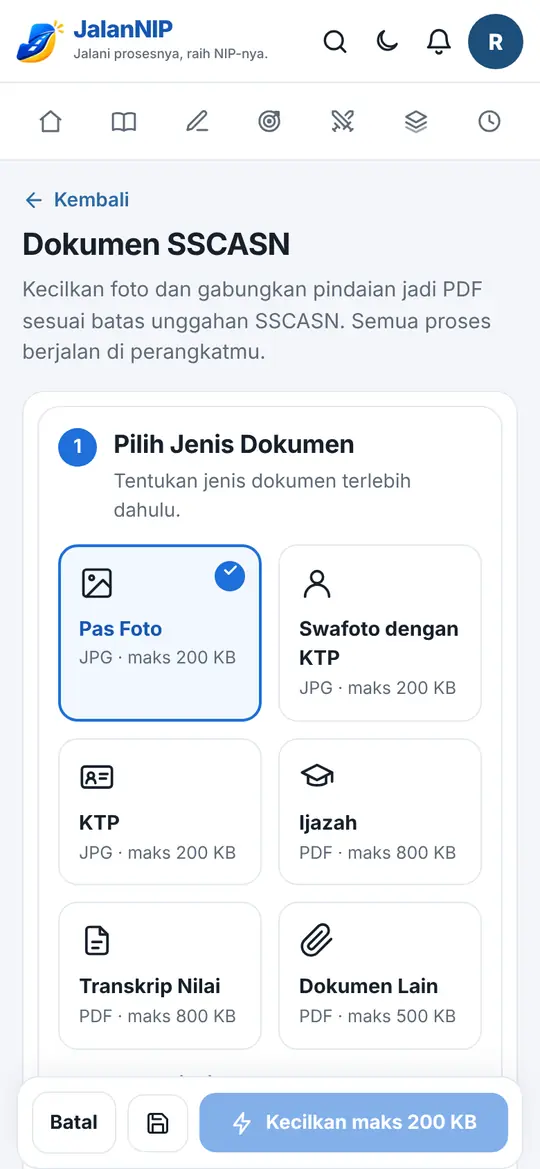 JalanNIP
Jalani prosesnya, raih NIP-nya.
R
Kembali
Dokumen SSCASN
Kecilkan foto dan gabungkan pindaian jadi PDF
sesuai batas unggahan SSCASN. Semua proses
berjalan di perangkatmu.
1
Pilih Jenis Dokumen
Tentukan jenis dokumen terlebih
dahulu.
Pas Foto
JPG · maks 200 KB
Swafoto dengan
KTP
JPG · maks 200 KB
KTP
JPG · maks 200 KB
Ijazah
PDF · maks 800 KB
Transkrip Nilai
PDF · maks 800 KB
Dokumen Lain
PDF · maks 500 KB
Batal
Kecilkan maks 200 KB